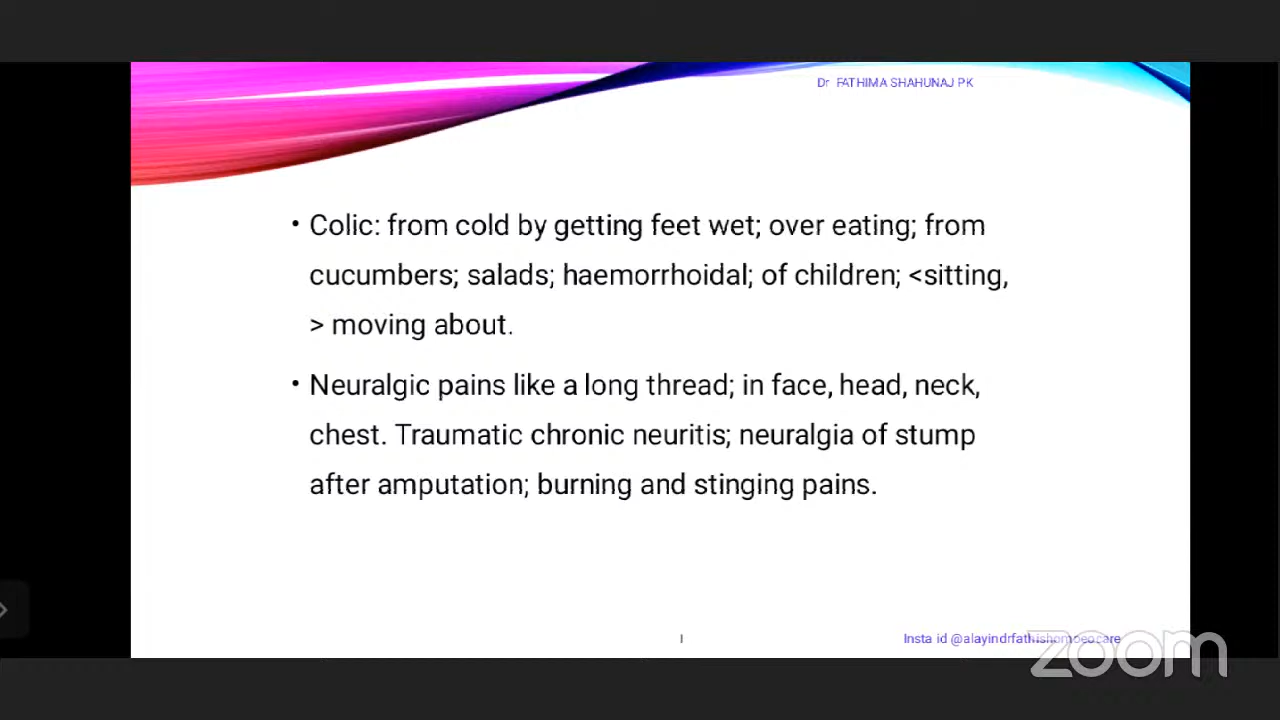 Dr FATHIMA SHAHUNAJ PK
• Colic: from cold by getting feet wet; over eating; from
cucumbers; salads; haemorrhoidal; of children; <sitting,
> moving about.
• Neuralgic pains like a long thread; in face, head, neck,
chest. Traumatic chronic neuritis; neuralgia of stump
after amputation; burning and stinging pains.
Insta id @alayindrfathishomoeocare
zoom